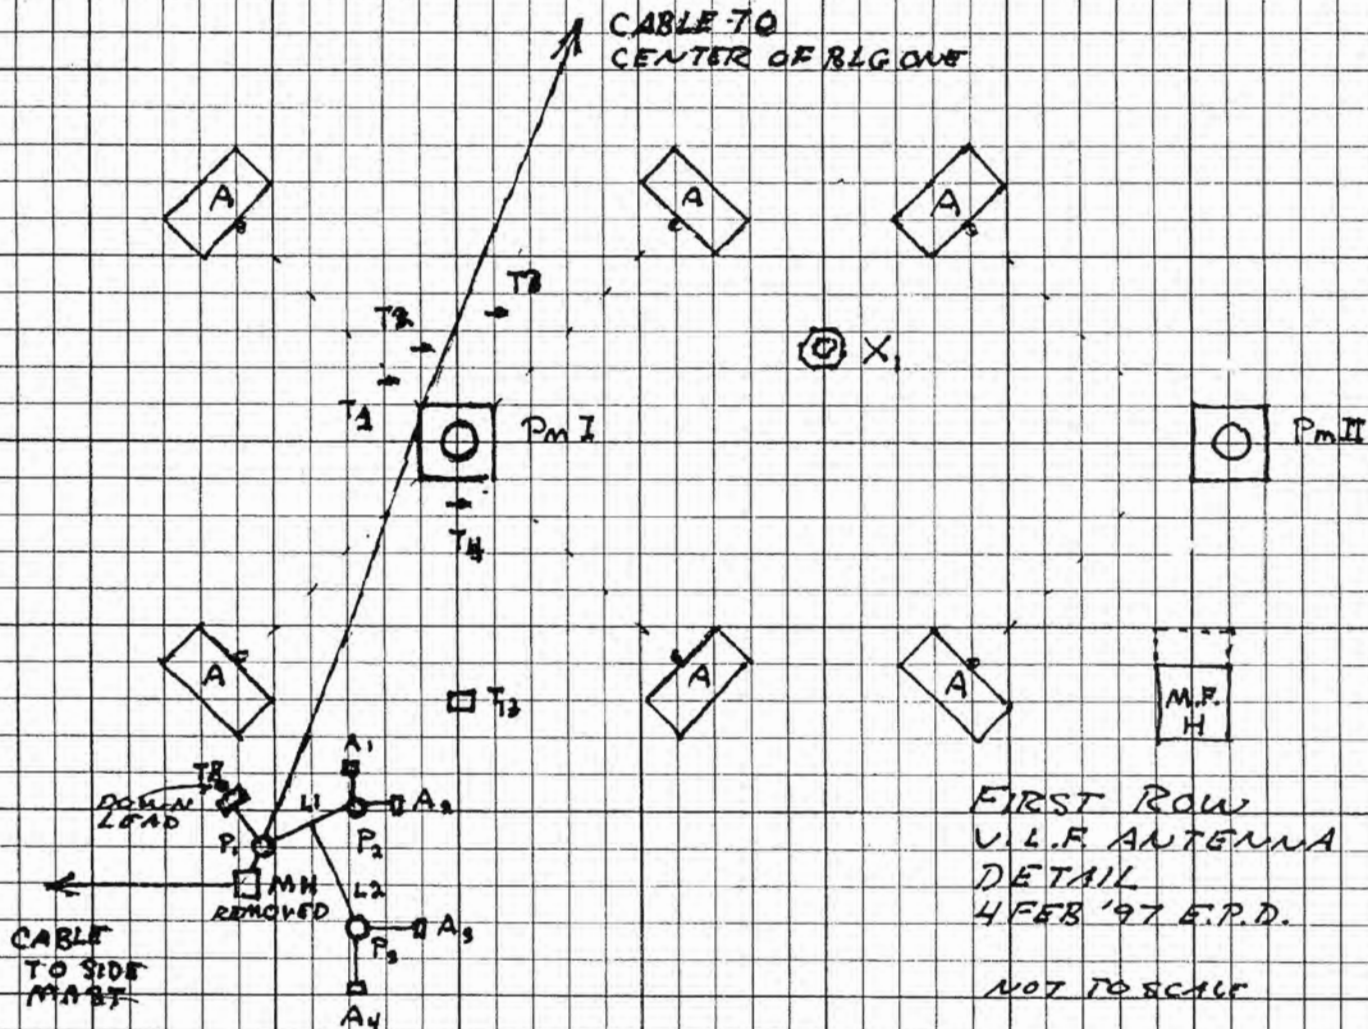 CABLE TO
CENTER OF BLG ONE
A
A
A
T3
T2
X1
T1
Pm I
Pm II
T4
A
A
A
T3
M.F.
H
A1
DOWN
LEAD
L1
A2
P1
P2
FIRST ROW
V.L.F. ANTENNA
DETAIL
4 FEB '97 E.P.D.
MH
REMOVED
L2
A3
P3
CABLE
TO SIDE
MAST
A4
NOT TO SCALE